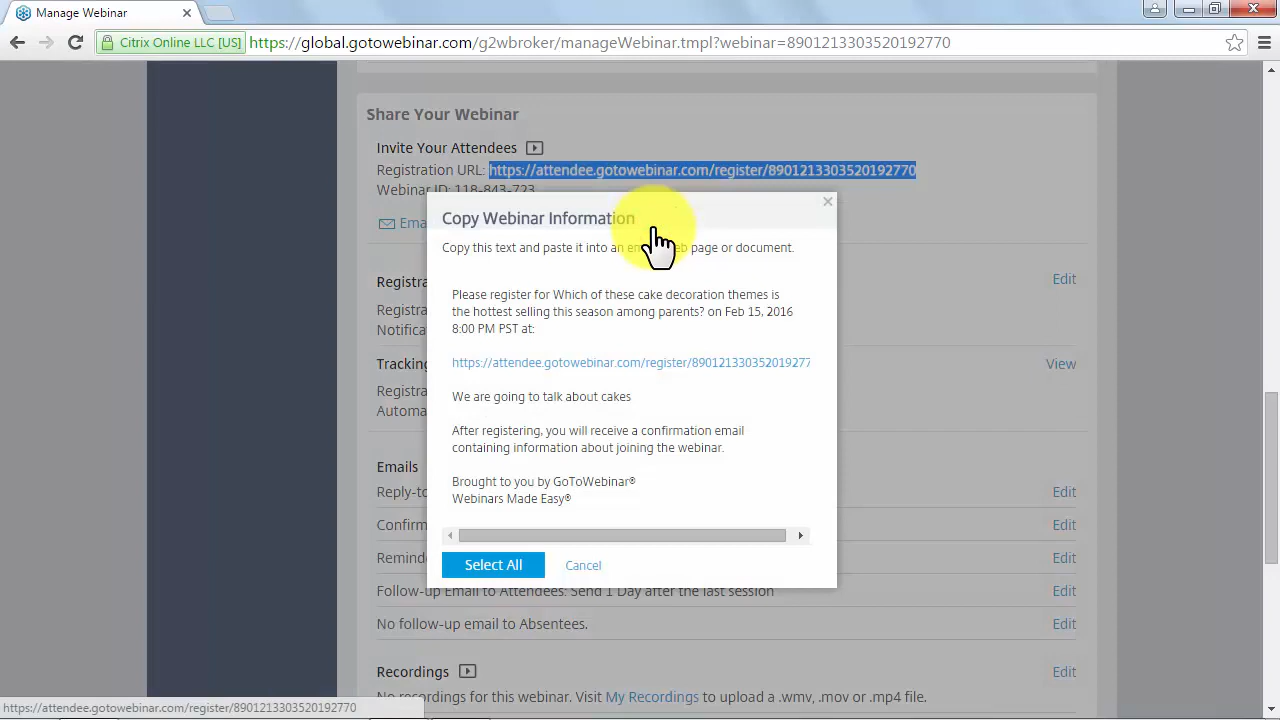 Manage Webinar
Citrix Online LLC [US] https://global.gotowebinar.com/g2wbroker/manageWebinar.tmpl?webinar=8901213303520192770
Share Your Webinar
Invite Your Attendees
Registration URL: https://attendee.gotowebinar.com/register/8901213303520192770
Webinar ID: 118-843-723
Ema
Copy Webinar Information
Copy this text and paste it into an page or document.
Please register for Which of these cake decoration themes is
the hottest selling this season among parents? on Feb 15, 2016
8:00 PM PST at:
https://attendee.gotowebinar.com/register/890121330352019277
We are going to talk about cakes
After registering, you will receive a confirmation email
containing information about joining the webinar.
Brought to you by GoToWebinar®
Webinars Made Easy®
Select All Cancel
Registra Edit
Registra
Notifica
Tracking View
Registra
Automa
Emails
Reply-to Edit
Confirm Edit
Remind Edit
Follow-up Email to Attendees: Send 1 Day after the last session Edit
No follow-up email to Absentees. Edit
Recordings Edit
No recordings for this webinar. Visit My Recordings to upload a .wmv, .mov or .mp4 file.
https://attendee.gotowebinar.com/register/8901213303520192770